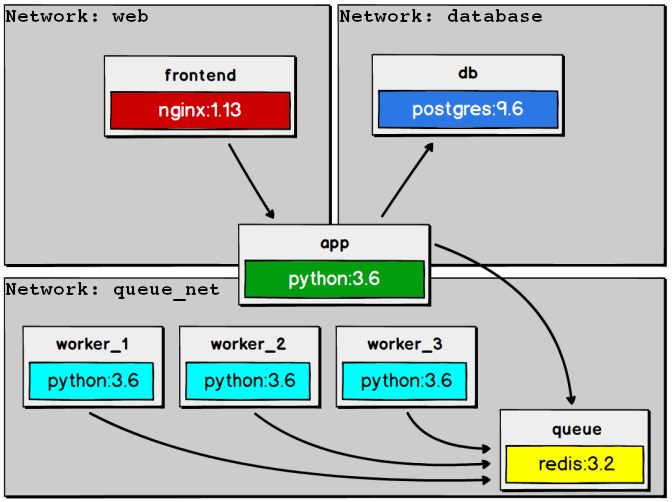 Network: web
frontend
nginx:1.13
Network: database
db
postgres:9.6
app
python:3.6
Network: queue_net
worker_1
python:3.6
worker_2
python:3.6
worker_3
python:3.6
queue
redis:3.2